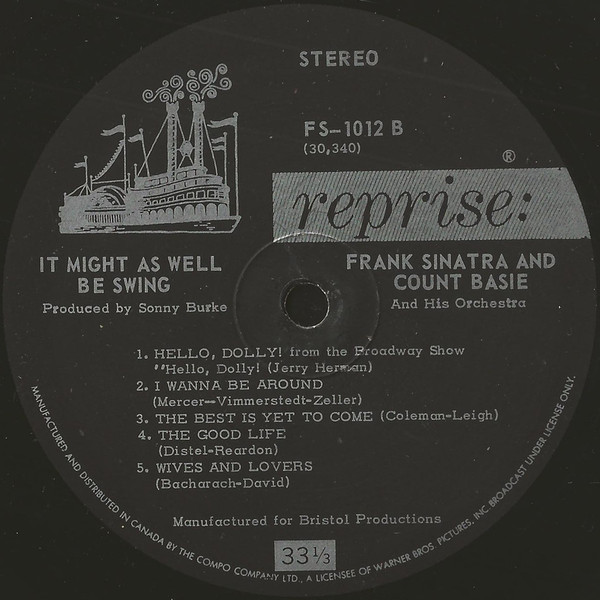 STEREO
FS-1012 B
(30,340)
®
reprise:
IT MIGHT AS WELL
BE SWING
Produced by Sonny Burke
FRANK SINATRA AND
COUNT BASIE
And His Orchestra
1. HELLO, DOLLY! from the Broadway Show
"Hello, Dolly! (Jerry Herman)
2. I WANNA BE AROUND
(Mercer-Vimmerstedt-Zeller)
3. THE BEST IS YET TO COME (Coleman-Leigh)
4. THE GOOD LIFE
(Distel-Reardon)
5. WIVES AND LOVERS
(Bacharach-David)
Manufactured for Bristol Productions
33⅓
MANUFACTURED AND DISTRIBUTED IN CANADA BY THE COMPO COMPANY LTD., A LICENSEE OF WARNER BROS. PICTURES, INC BROADCAST UNDER LICENSE ONLY.